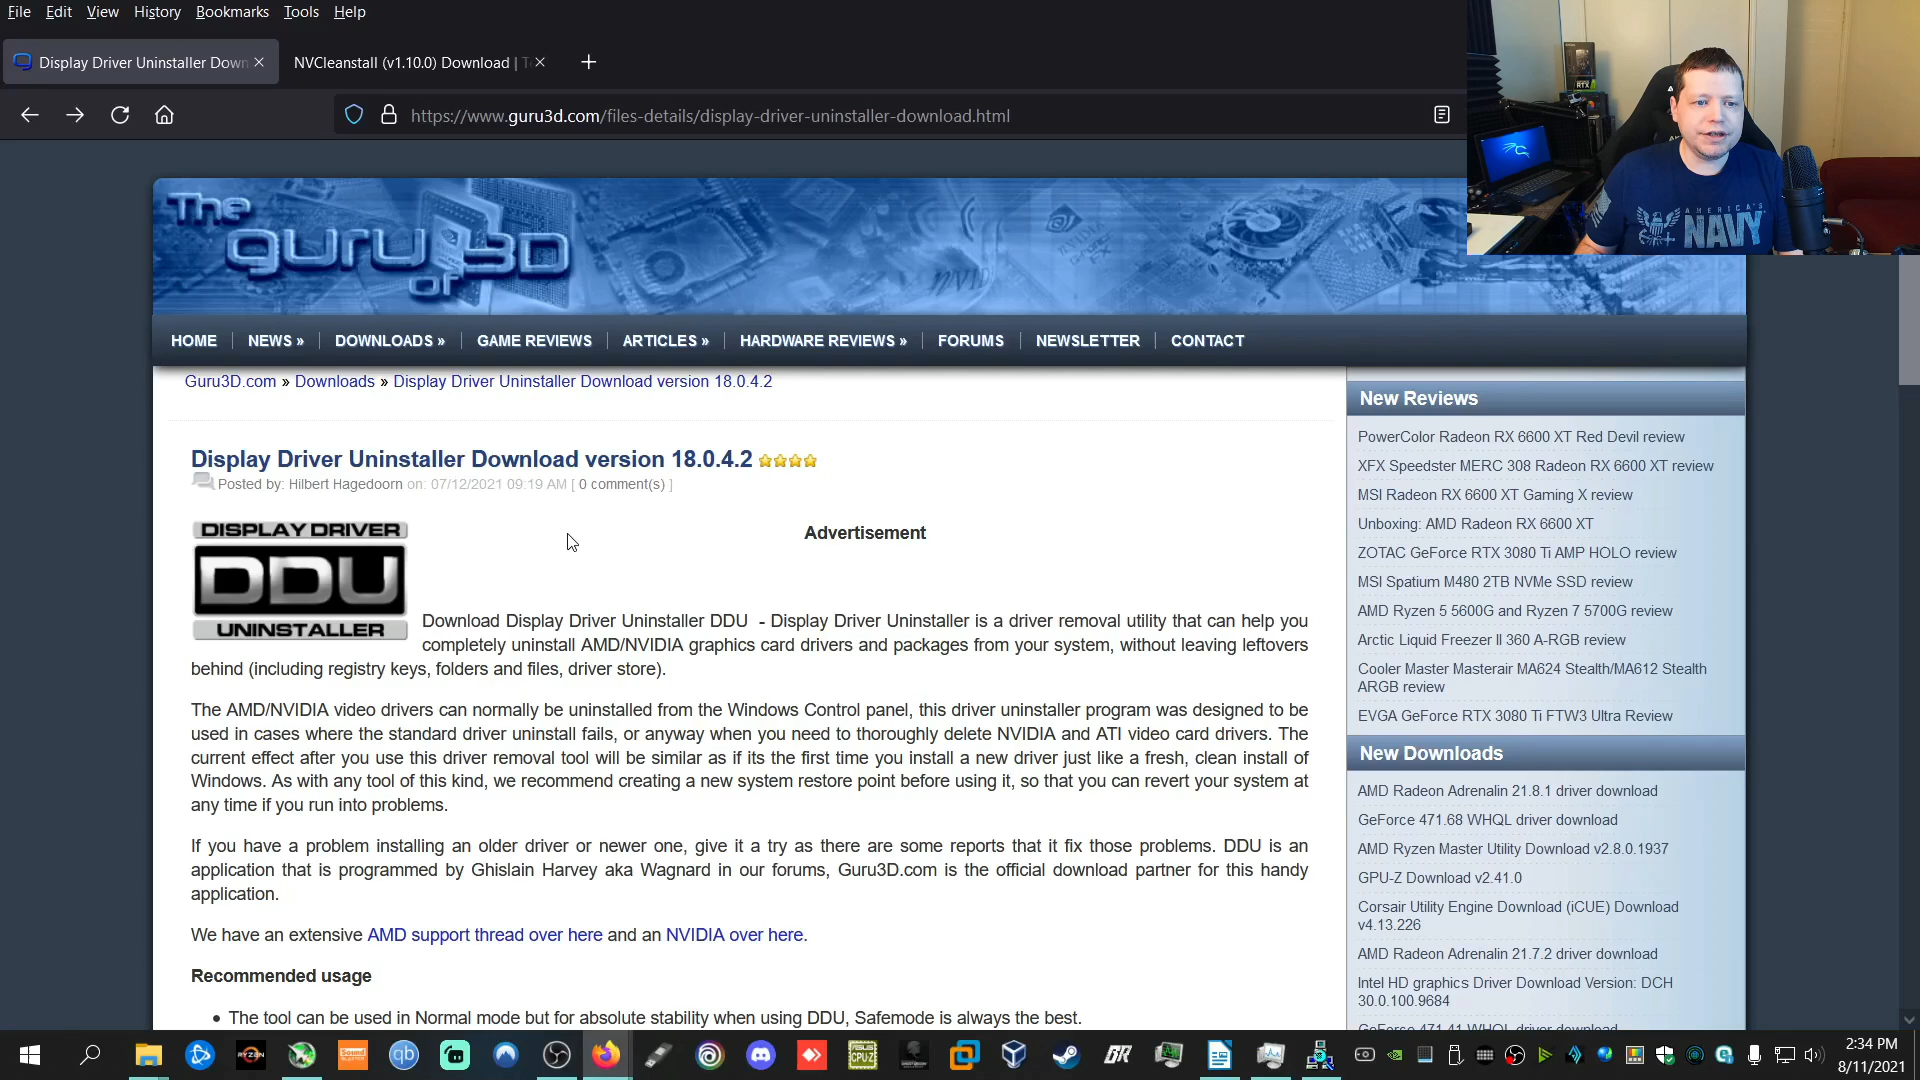 File Edit View History Bookmarks Tools Help
Display Driver Uninstaller Down
NVCleanstall (v1.10.0) Download | T
https://www.guru3d.com/files-details/display-driver-uninstaller-download.html
The
guru of 3D
AMERICA'S
NAVY
HOME NEWS » DOWNLOADS » GAME REVIEWS ARTICLES » HARDWARE REVIEWS » FORUMS NEWSLETTER CONTACT
Guru3D.com » Downloads » Display Driver Uninstaller Download version 18.0.4.2
Display Driver Uninstaller Download version 18.0.4.2
Posted by: Hilbert Hagedoorn on: 07/12/2021 09:19 AM [ 0 comment(s) ]
DISPLAY DRIVER
DDU
UNINSTALLER
Advertisement
Download Display Driver Uninstaller DDU - Display Driver Uninstaller is a driver removal utility that can help you
completely uninstall AMD/NVIDIA graphics card drivers and packages from your system, without leaving leftovers
behind (including registry keys, folders and files, driver store).
The AMD/NVIDIA video drivers can normally be uninstalled from the Windows Control panel, this driver uninstaller program was designed to be
used in cases where the standard driver uninstall fails, or anyway when you need to thoroughly delete NVIDIA and ATI video card drivers. The
current effect after you use this driver removal tool will be similar as if its the first time you install a new driver just like a fresh, clean install of
Windows. As with any tool of this kind, we recommend creating a new system restore point before using it, so that you can revert your system at
any time if you run into problems.
If you have a problem installing an older driver or newer one, give it a try as there are some reports that it fix those problems. DDU is an
application that is programmed by Ghislain Harvey aka Wagnard in our forums, Guru3D.com is the official download partner for this handy
application.
We have an extensive AMD support thread over here and an NVIDIA over here.
Recommended usage
• The tool can be used in Normal mode but for absolute stability when using DDU, Safemode is always the best.
New Reviews
PowerColor Radeon RX 6600 XT Red Devil review
XFX Speedster MERC 308 Radeon RX 6600 XT review
MSI Radeon RX 6600 XT Gaming X review
Unboxing: AMD Radeon RX 6600 XT
ZOTAC GeForce RTX 3080 Ti AMP HOLO review
MSI Spatium M480 2TB NVMe SSD review
AMD Ryzen 5 5600G and Ryzen 7 5700G review
Arctic Liquid Freezer II 360 A-RGB review
Cooler Master Masterair MA624 Stealth/MA612 Stealth
ARGB review
EVGA GeForce RTX 3080 Ti FTW3 Ultra Review
New Downloads
AMD Radeon Adrenalin 21.8.1 driver download
GeForce 471.68 WHQL driver download
AMD Ryzen Master Utility Download v2.8.0.1937
GPU-Z Download v2.41.0
Corsair Utility Engine Download (iCUE) Download
v4.13.226
AMD Radeon Adrenalin 21.7.2 driver download
Intel HD graphics Driver Download Version: DCH
30.0.100.9684
GeForce 471.41 WHQL driver download
RYZEN
qb
BR
2:34 PM
8/11/2021